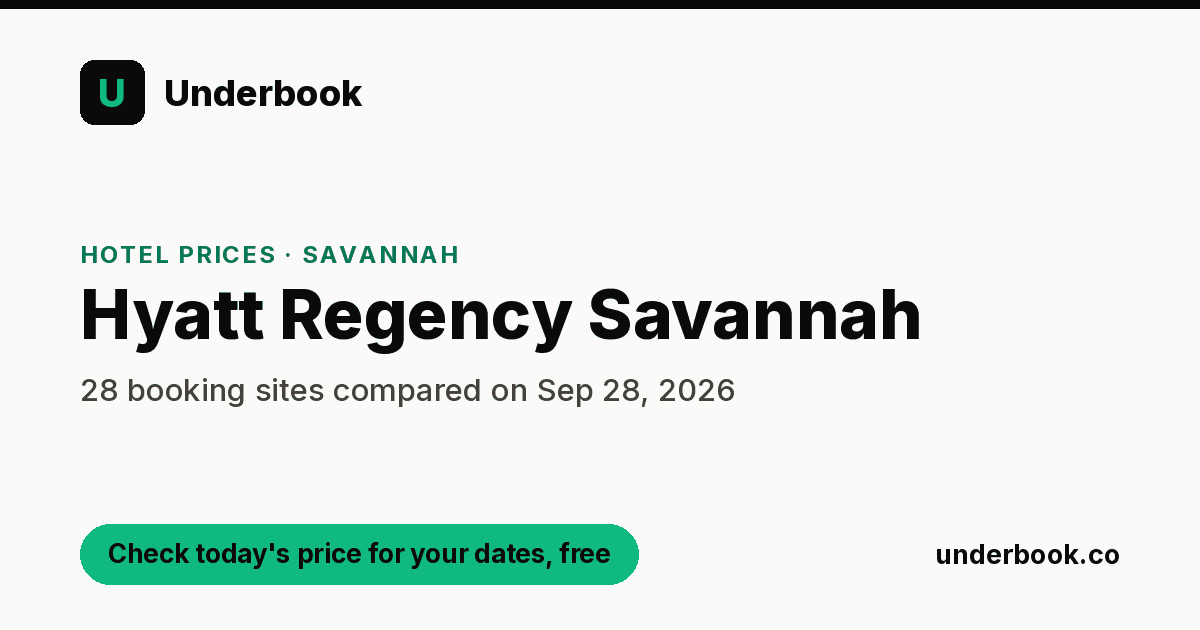 U Underbook
HOTEL PRICES · SAVANNAH
Hyatt Regency Savannah
28 booking sites compared on Sep 28, 2026
Check today's price for your dates, free
underbook.co